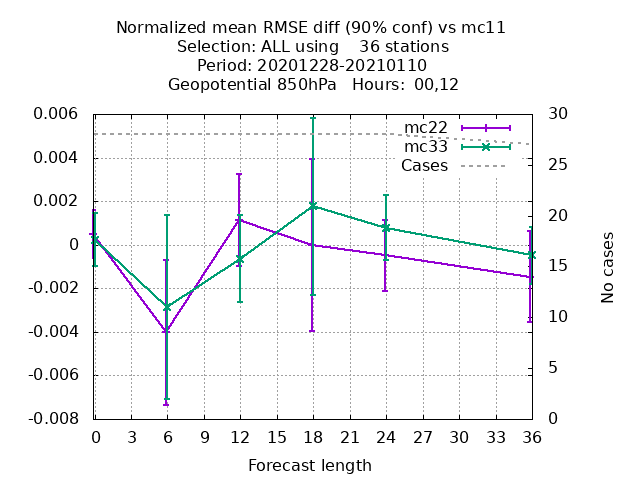 Normalized mean RMSE diff (90% conf) vs mc11
Selection: ALL using    36 stations
Period: 20201228-20210110
Geopotential 850hPa   Hours:  00,12
mc22
mc33
Cases
0.006
0.004
0.002
0
-0.002
-0.004
-0.006
-0.008
30
25
20
15
10
5
0
No cases
0 3 6 9 12 15 18 21 24 27 30 33 36
Forecast length